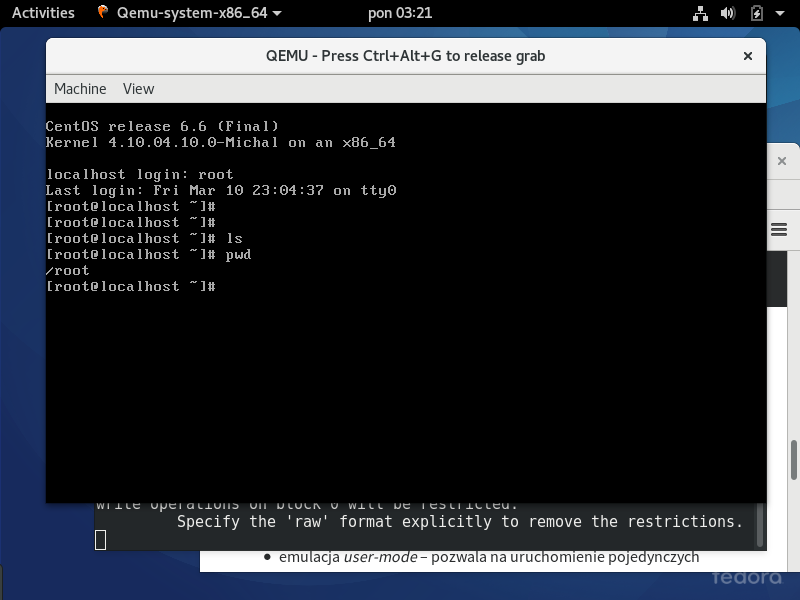 Activities Qemu-system-x86_64 pon 03:21
QEMU - Press Ctrl+Alt+G to release grab
Machine View
CentOS release 6.6 (Final)
Kernel 4.10.04.10.0-Michal on an x86_64
localhost login: root
Last login: Fri Mar 10 23:04:37 on tty0
[root@localhost ~]#
[root@localhost ~]#
[root@localhost ~]# ls
[root@localhost ~]# pwd
/root
[root@localhost ~]#
write operations on block 0 will be restricted.
Specify the 'raw' format explicitly to remove the restrictions.
• emulacja user-mode – pozwala na uruchomienie pojedynczych
fedora